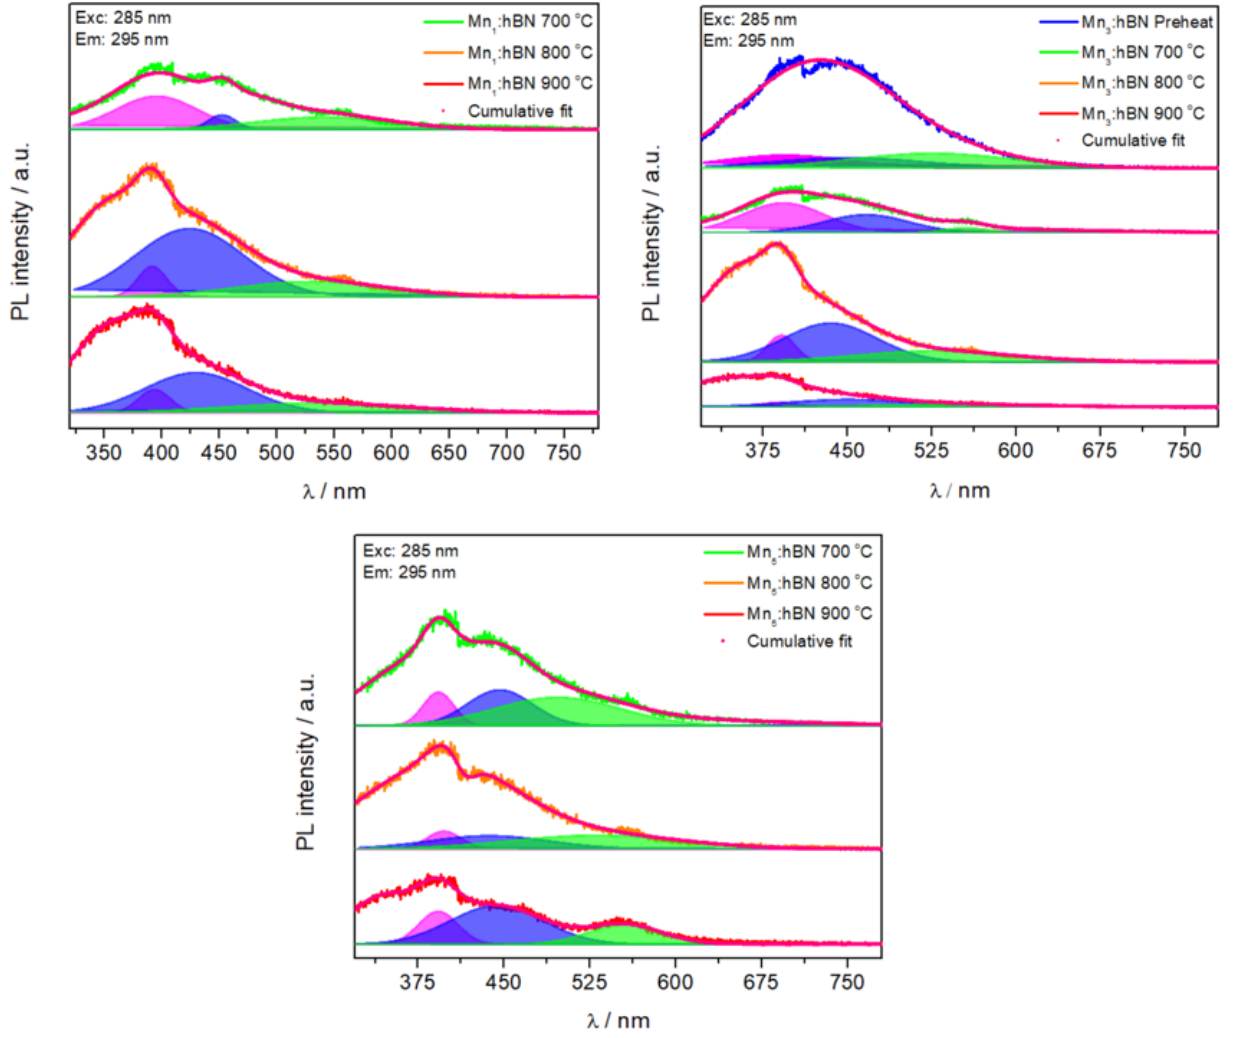 Exc: 285 nm
Em: 295 nm
Mn₁:hBN 700 °C
Mn₁:hBN 800 °C
Mn₁:hBN 900 °C
Cumulative fit
PL intensity / a.u.
350 400 450 500 550 600 650 700 750
λ / nm
Exc: 285 nm
Em: 295 nm
Mn₃:hBN Preheat
Mn₃:hBN 700 °C
Mn₃:hBN 800 °C
Mn₃:hBN 900 °C
Cumulative fit
PL intensity / a.u.
375 450 525 600 675 750
λ / nm
Exc: 285 nm
Em: 295 nm
Mn₅:hBN 700 °C
Mn₅:hBN 800 °C
Mn₅:hBN 900 °C
Cumulative fit
PL intensity / a.u.
375 450 525 600 675 750
λ / nm